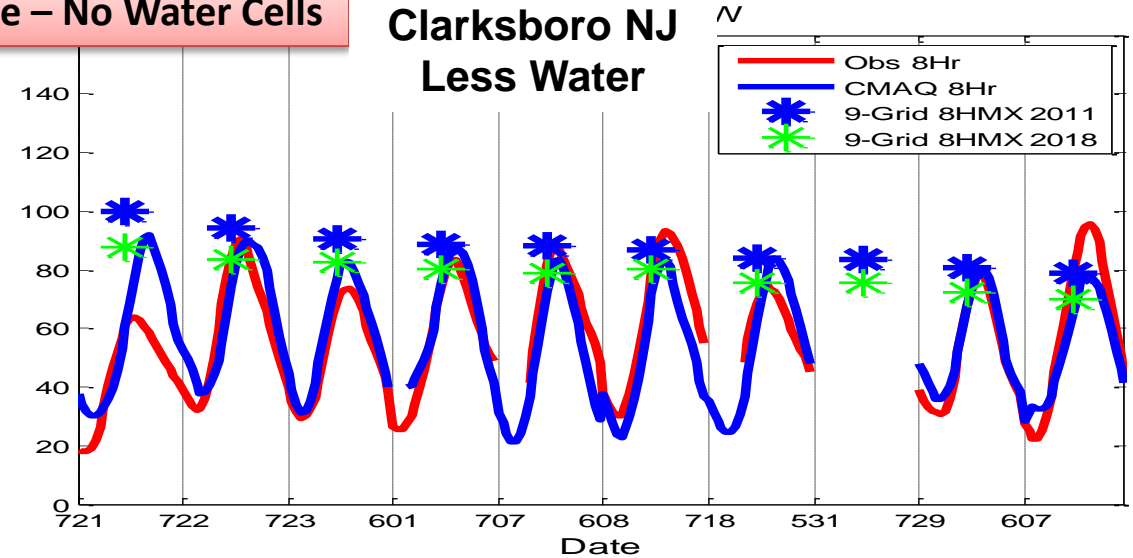 e – No Water Cells
Clarksboro NJ
Less Water
Obs 8Hr
CMAQ 8Hr
9-Grid 8HMX 2011
9-Grid 8HMX 2018
140
120
100
80
60
40
20
0
721 722 723 601 707 608 718 531 729 607
Date